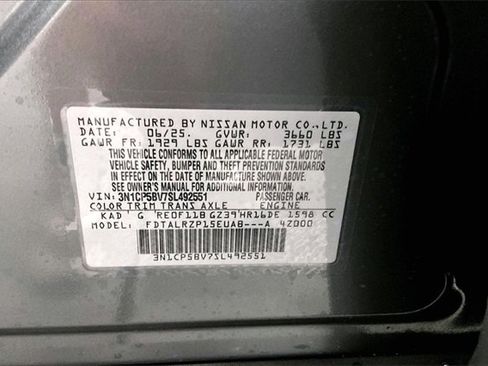 MANUFACTURED BY NISSAN MOTOR CO., LTD.
DATE: 06/25. GVWR: 3660 LBS
GAWR FR: 1929 LBS GAWR RR: 1731 LBS
THIS VEHICLE CONFORMS TO ALL APPLICABLE FEDERAL MOTOR
VEHICLE SAFETY, BUMPER AND THEFT PREVENTION STANDARDS
IN EFFECT ON THE DATE OF MANUFACTURE SHOWN ABOVE.
SEE OWNER'S MANUAL FOR ADDITIONAL INFORMATION.
VIN: 3N1CP5BV7SL492551 PASSENGER CAR.
COLOR TRIM TRANS AXLE ENGINE
KAD G RE0F11B GZ39 HR16DE 1598 CC
MODEL: FDTALRZP15EUAB---A 4Z000
3N1CP5BV7SL492551